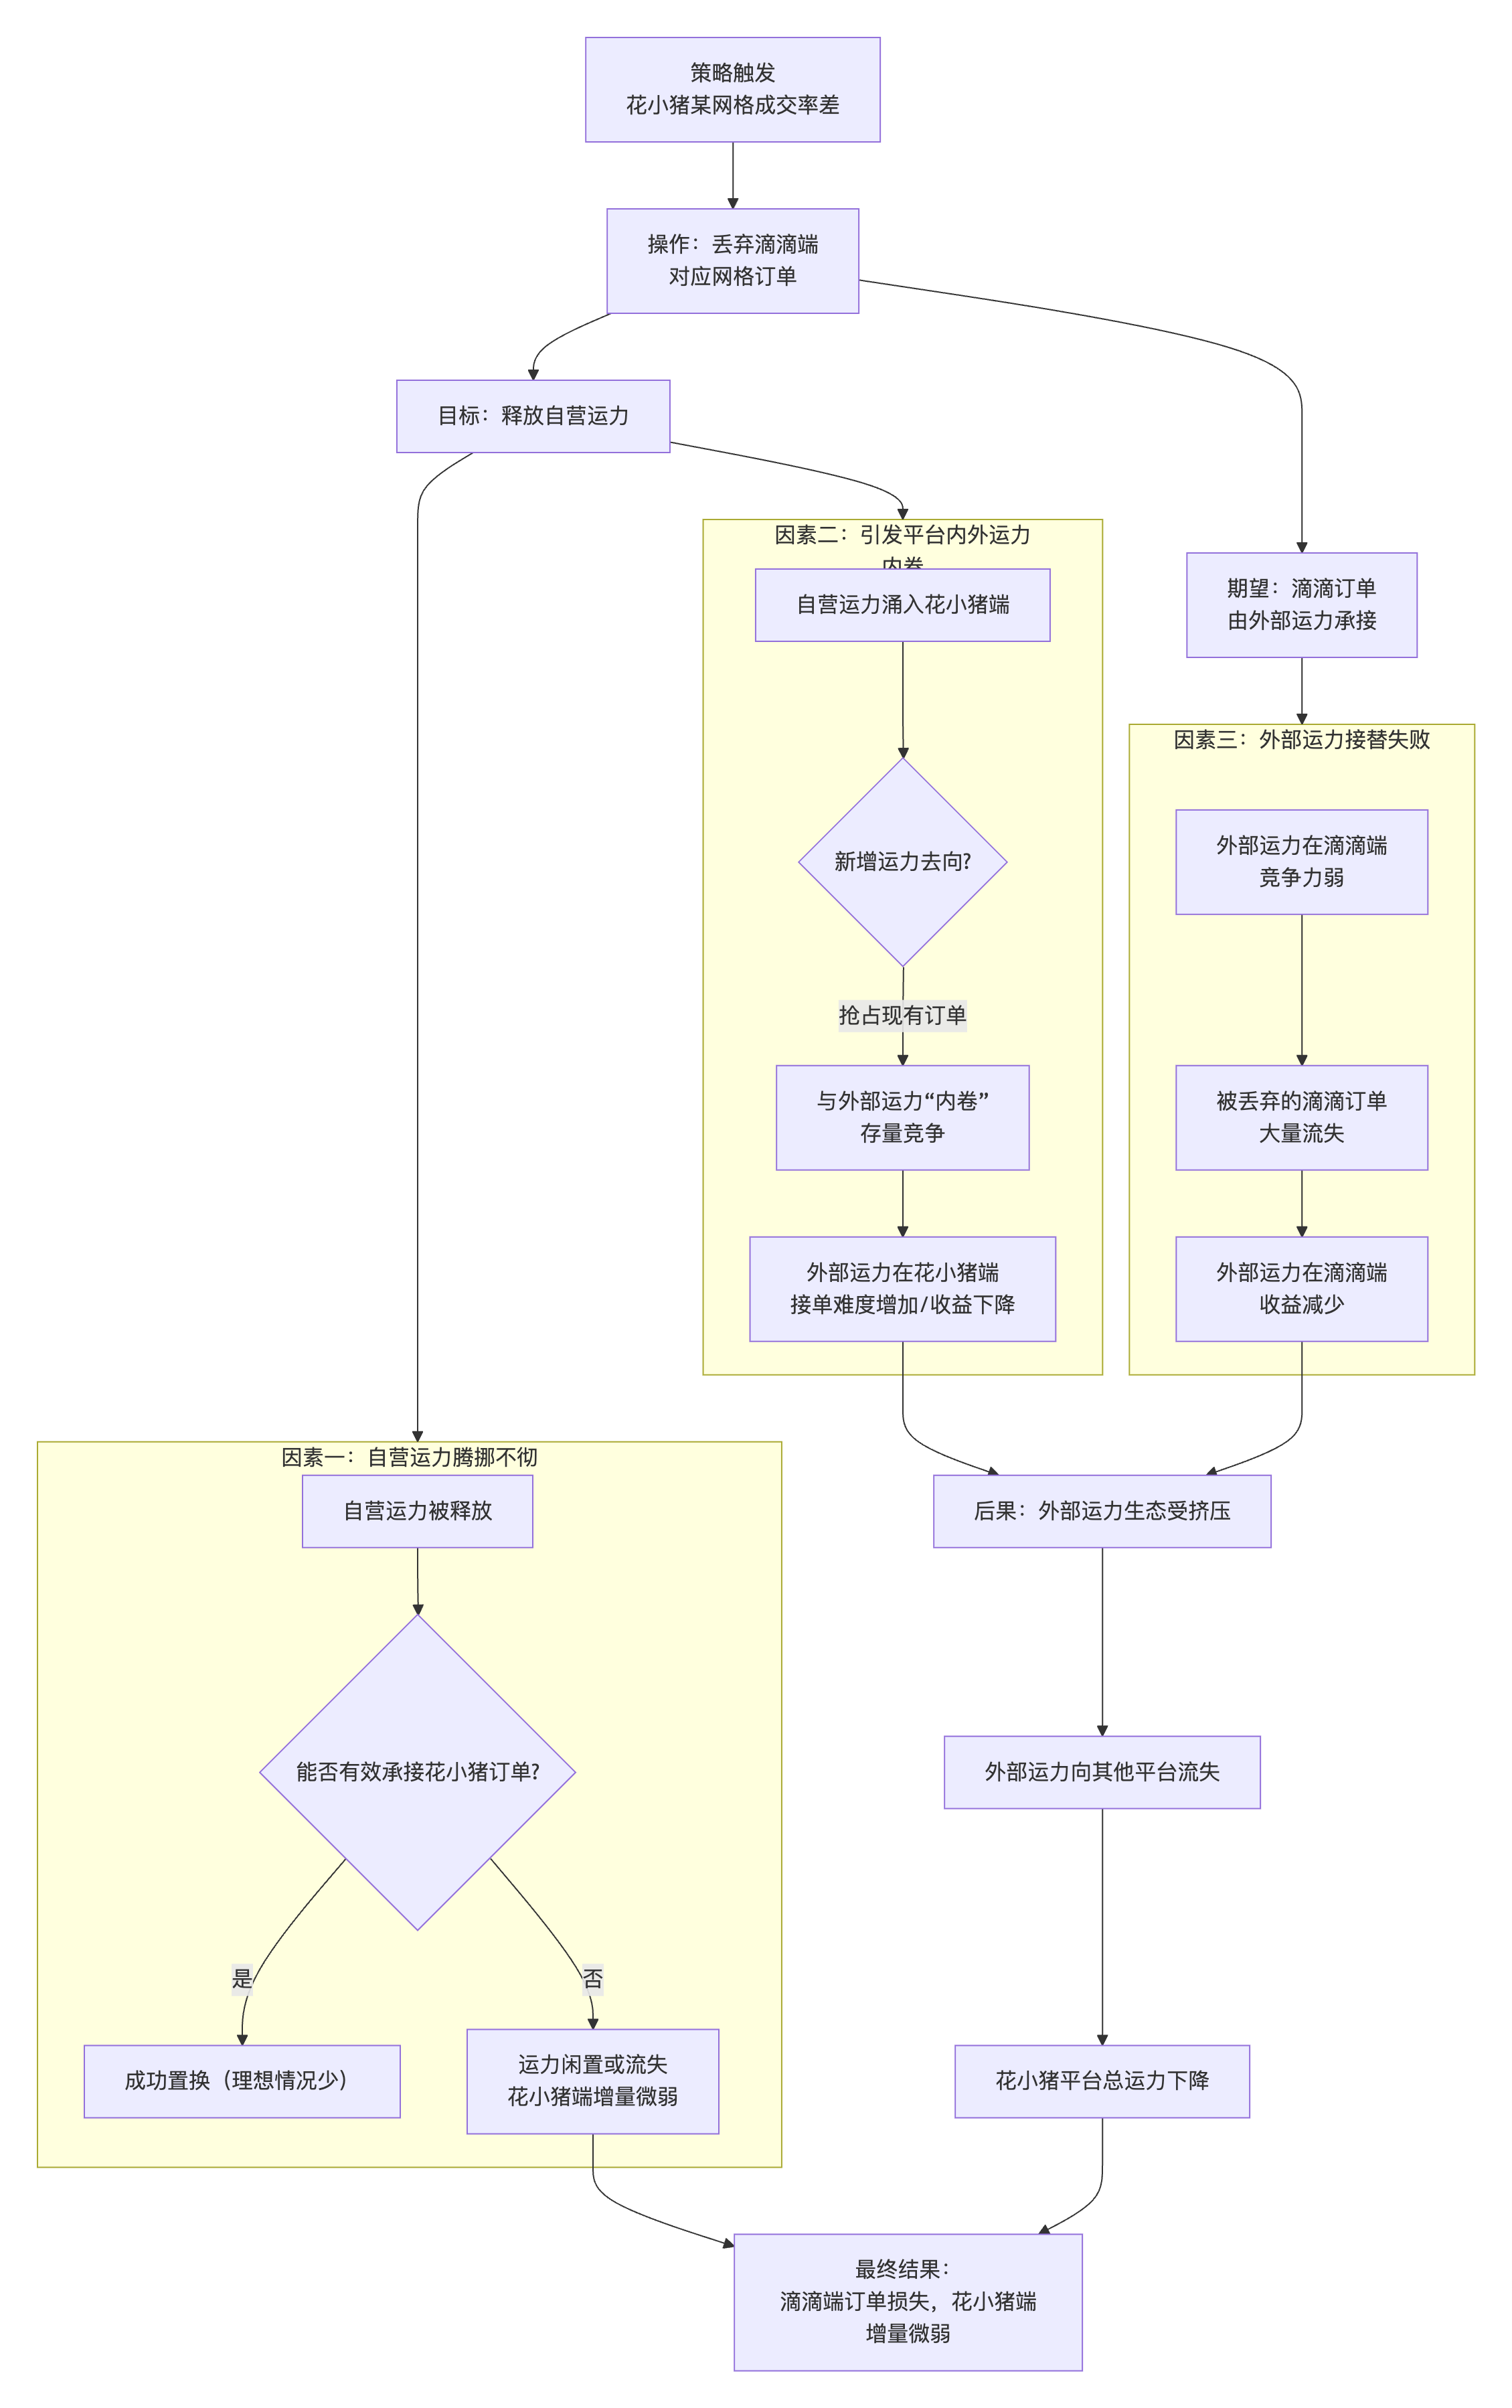 策略触发
花小猪某网格成交率差
操作：丢弃滴滴端
对应网格订单
目标：释放自营运力
因素二：引发平台内外运力
内卷
自营运力涌入花小猪端
新增运力去向?
抢占现有订单
与外部运力“内卷”
存量竞争
外部运力在花小猪端
接单难度增加/收益下降
期望：滴滴订单
由外部运力承接
因素三：外部运力接替失败
外部运力在滴滴端
竞争力弱
被丢弃的滴滴订单
大量流失
外部运力在滴滴端
收益减少
因素一：自营运力腾挪不彻
自营运力被释放
能否有效承接花小猪订单?
是
否
成功置换（理想情况少）
运力闲置或流失
花小猪端增量微弱
后果：外部运力生态受挤压
外部运力向其他平台流失
花小猪平台总运力下降
最终结果：
滴滴端订单损失，花小猪端
增量微弱